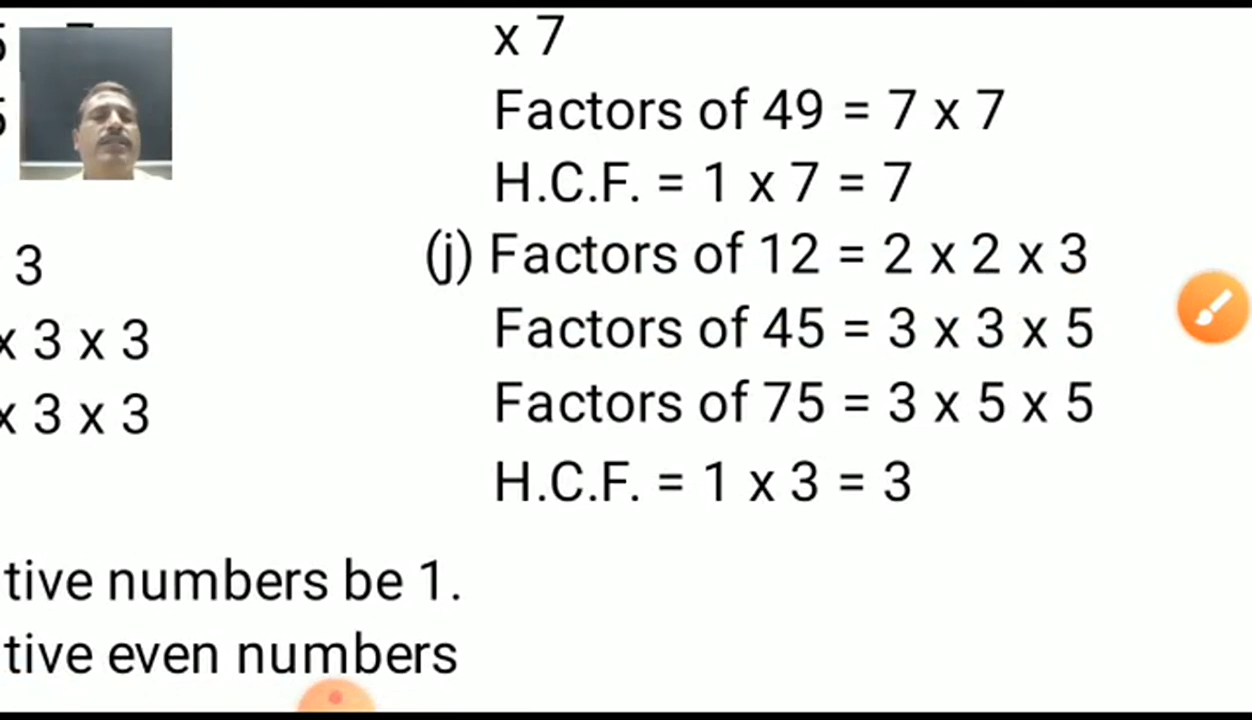 5
5
3
x 3 x 3
x 3 x 3
tive numbers be 1.
tive even numbers
x 7
Factors of 49 = 7 x 7
H.C.F. = 1 x 7 = 7
(j) Factors of 12 = 2 x 2 x 3
Factors of 45 = 3 x 3 x 5
Factors of 75 = 3 x 5 x 5
H.C.F. = 1 x 3 = 3